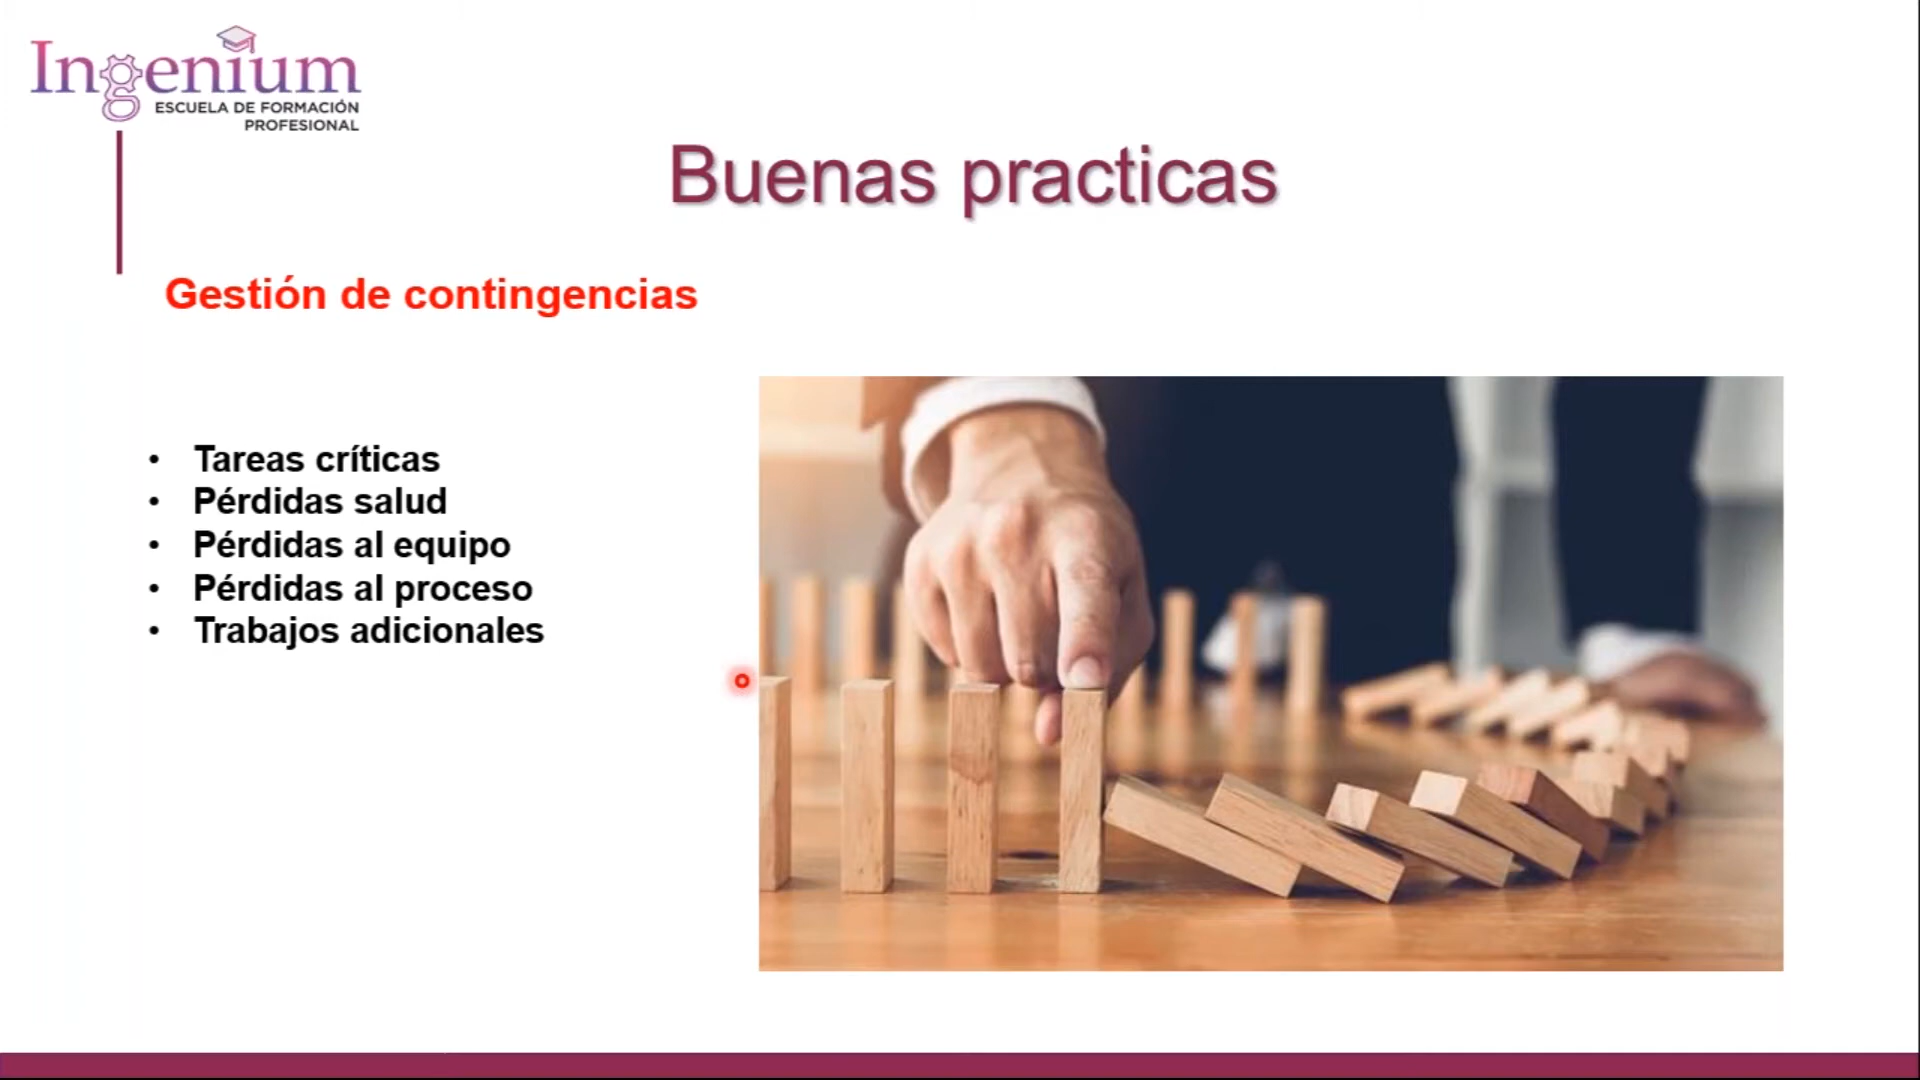 Ingenium
ESCUELA DE FORMACIÓN
PROFESIONAL
Buenas practicas
Gestión de contingencias
• Tareas críticas
• Pérdidas salud
• Pérdidas al equipo
• Pérdidas al proceso
• Trabajos adicionales